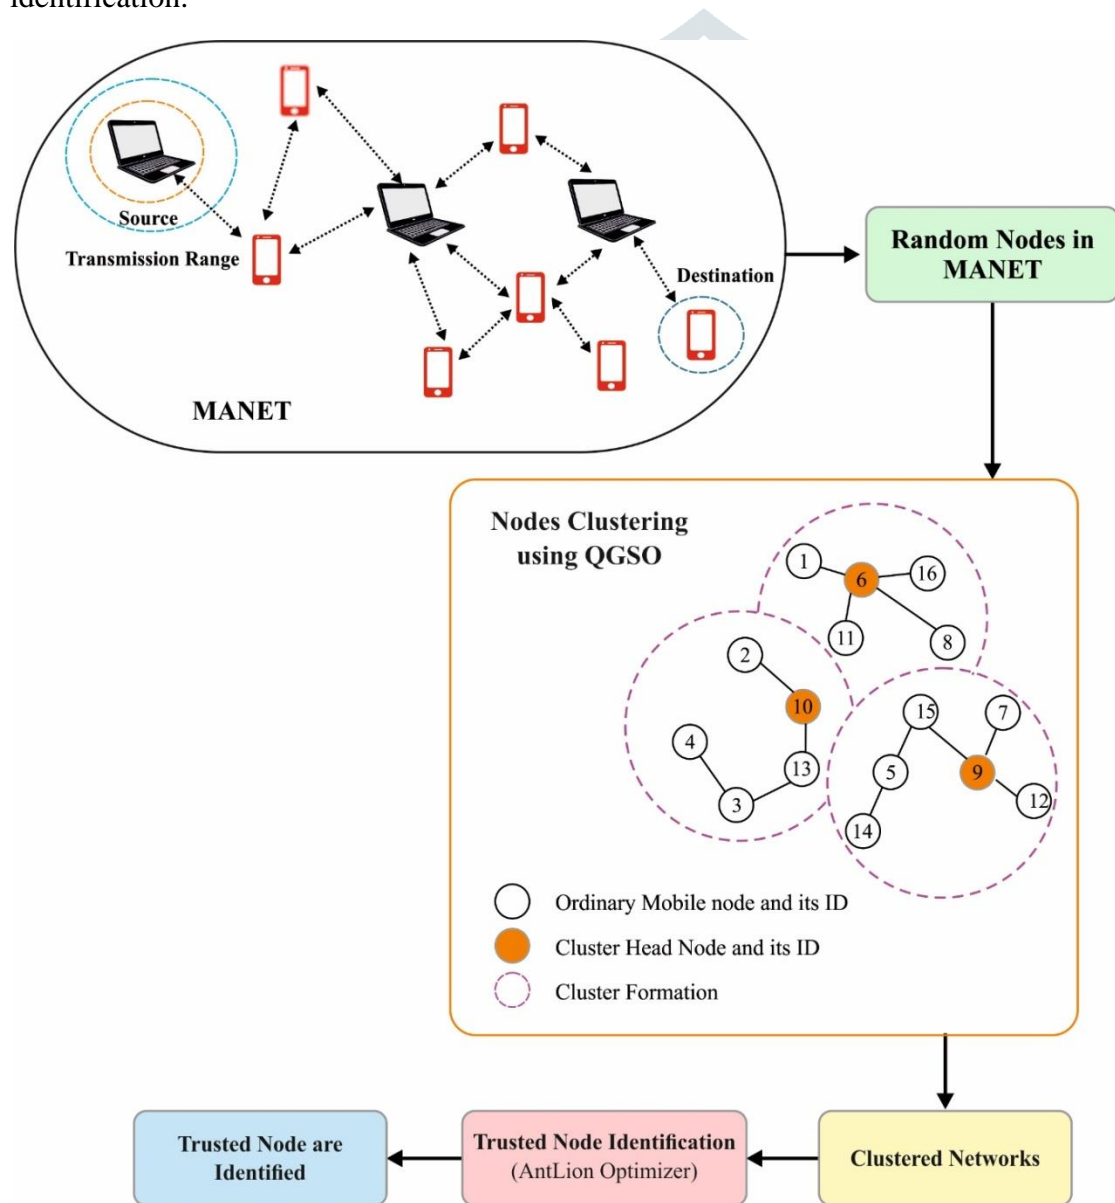 identification.
Source
Transmission Range
Destination
MANET
Random Nodes in
MANET
Nodes Clustering
using QGSO
1
6
16
11
8
2
10
4
13
3
15
7
5
9
12
14
Ordinary Mobile node and its ID
Cluster Head Node and its ID
Cluster Formation
Trusted Node are
Identified
Trusted Node Identification
(AntLion Optimizer)
Clustered Networks